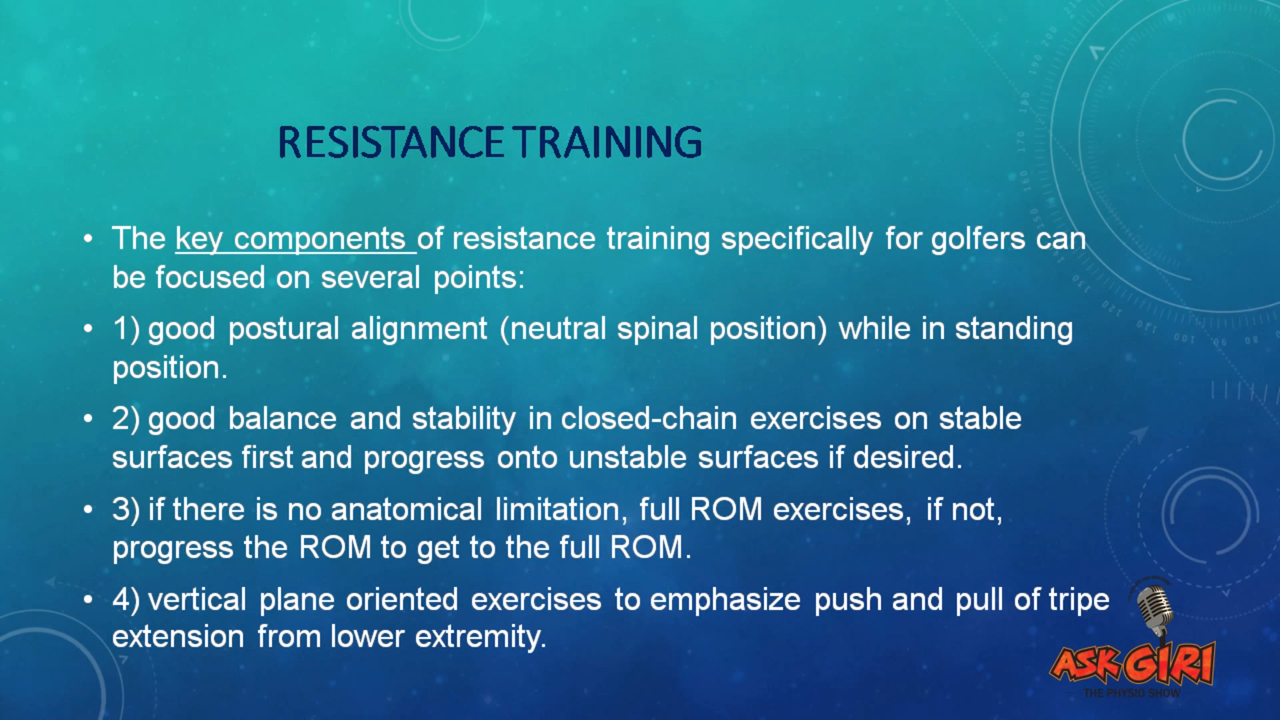 RESISTANCE TRAINING
• The key components of resistance training specifically for golfers can
be focused on several points:
• 1) good postural alignment (neutral spinal position) while in standing
position.
• 2) good balance and stability in closed-chain exercises on stable
surfaces first and progress onto unstable surfaces if desired.
• 3) if there is no anatomical limitation, full ROM exercises, if not,
progress the ROM to get to the full ROM.
• 4) vertical plane oriented exercises to emphasize push and pull of tripe
extension from lower extremity.
ASK GIRI
THE PHYSIO SHOW